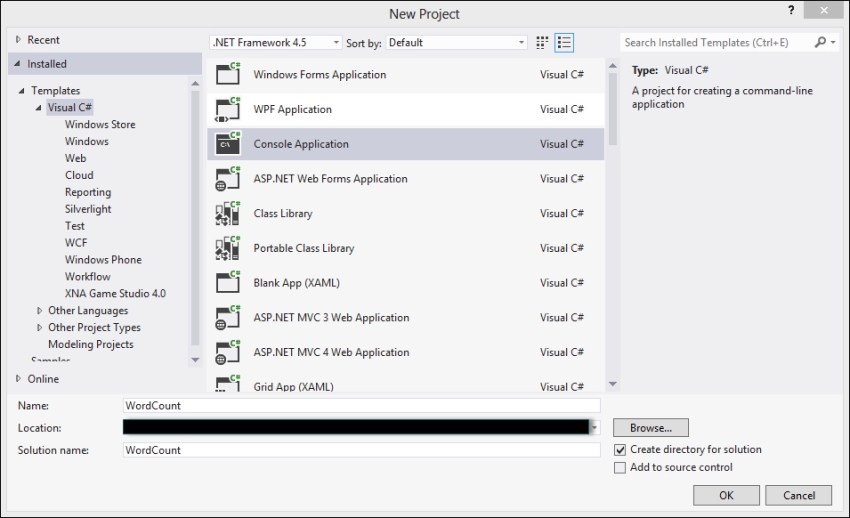 New Project
?
Recent
.NET Framework 4.5
Sort by:
Default
Search Installed Templates (Ctrl+E)
Installed
Templates
Visual C#
Windows Store
Windows
Web
Cloud
Reporting
Silverlight
Test
WCF
Windows Phone
Workflow
XNA Game Studio 4.0
Other Languages
Other Project Types
Modeling Projects
Samples
Online
C# Windows Forms Application Visual C#
C# WPF Application Visual C#
C# C:\ Console Application Visual C#
C# ASP.NET Web Forms Application Visual C#
C# Class Library Visual C#
C# Portable Class Library Visual C#
C# Blank App (XAML) Visual C#
C# ASP.NET MVC 3 Web Application Visual C#
C# ASP.NET MVC 4 Web Application Visual C#
C# Grid App (XAML) Visual C#
Type: Visual C#
A project for creating a command-line
application
Name: WordCount
Location:
Browse...
Solution name: WordCount
Create directory for solution
Add to source control
OK
Cancel